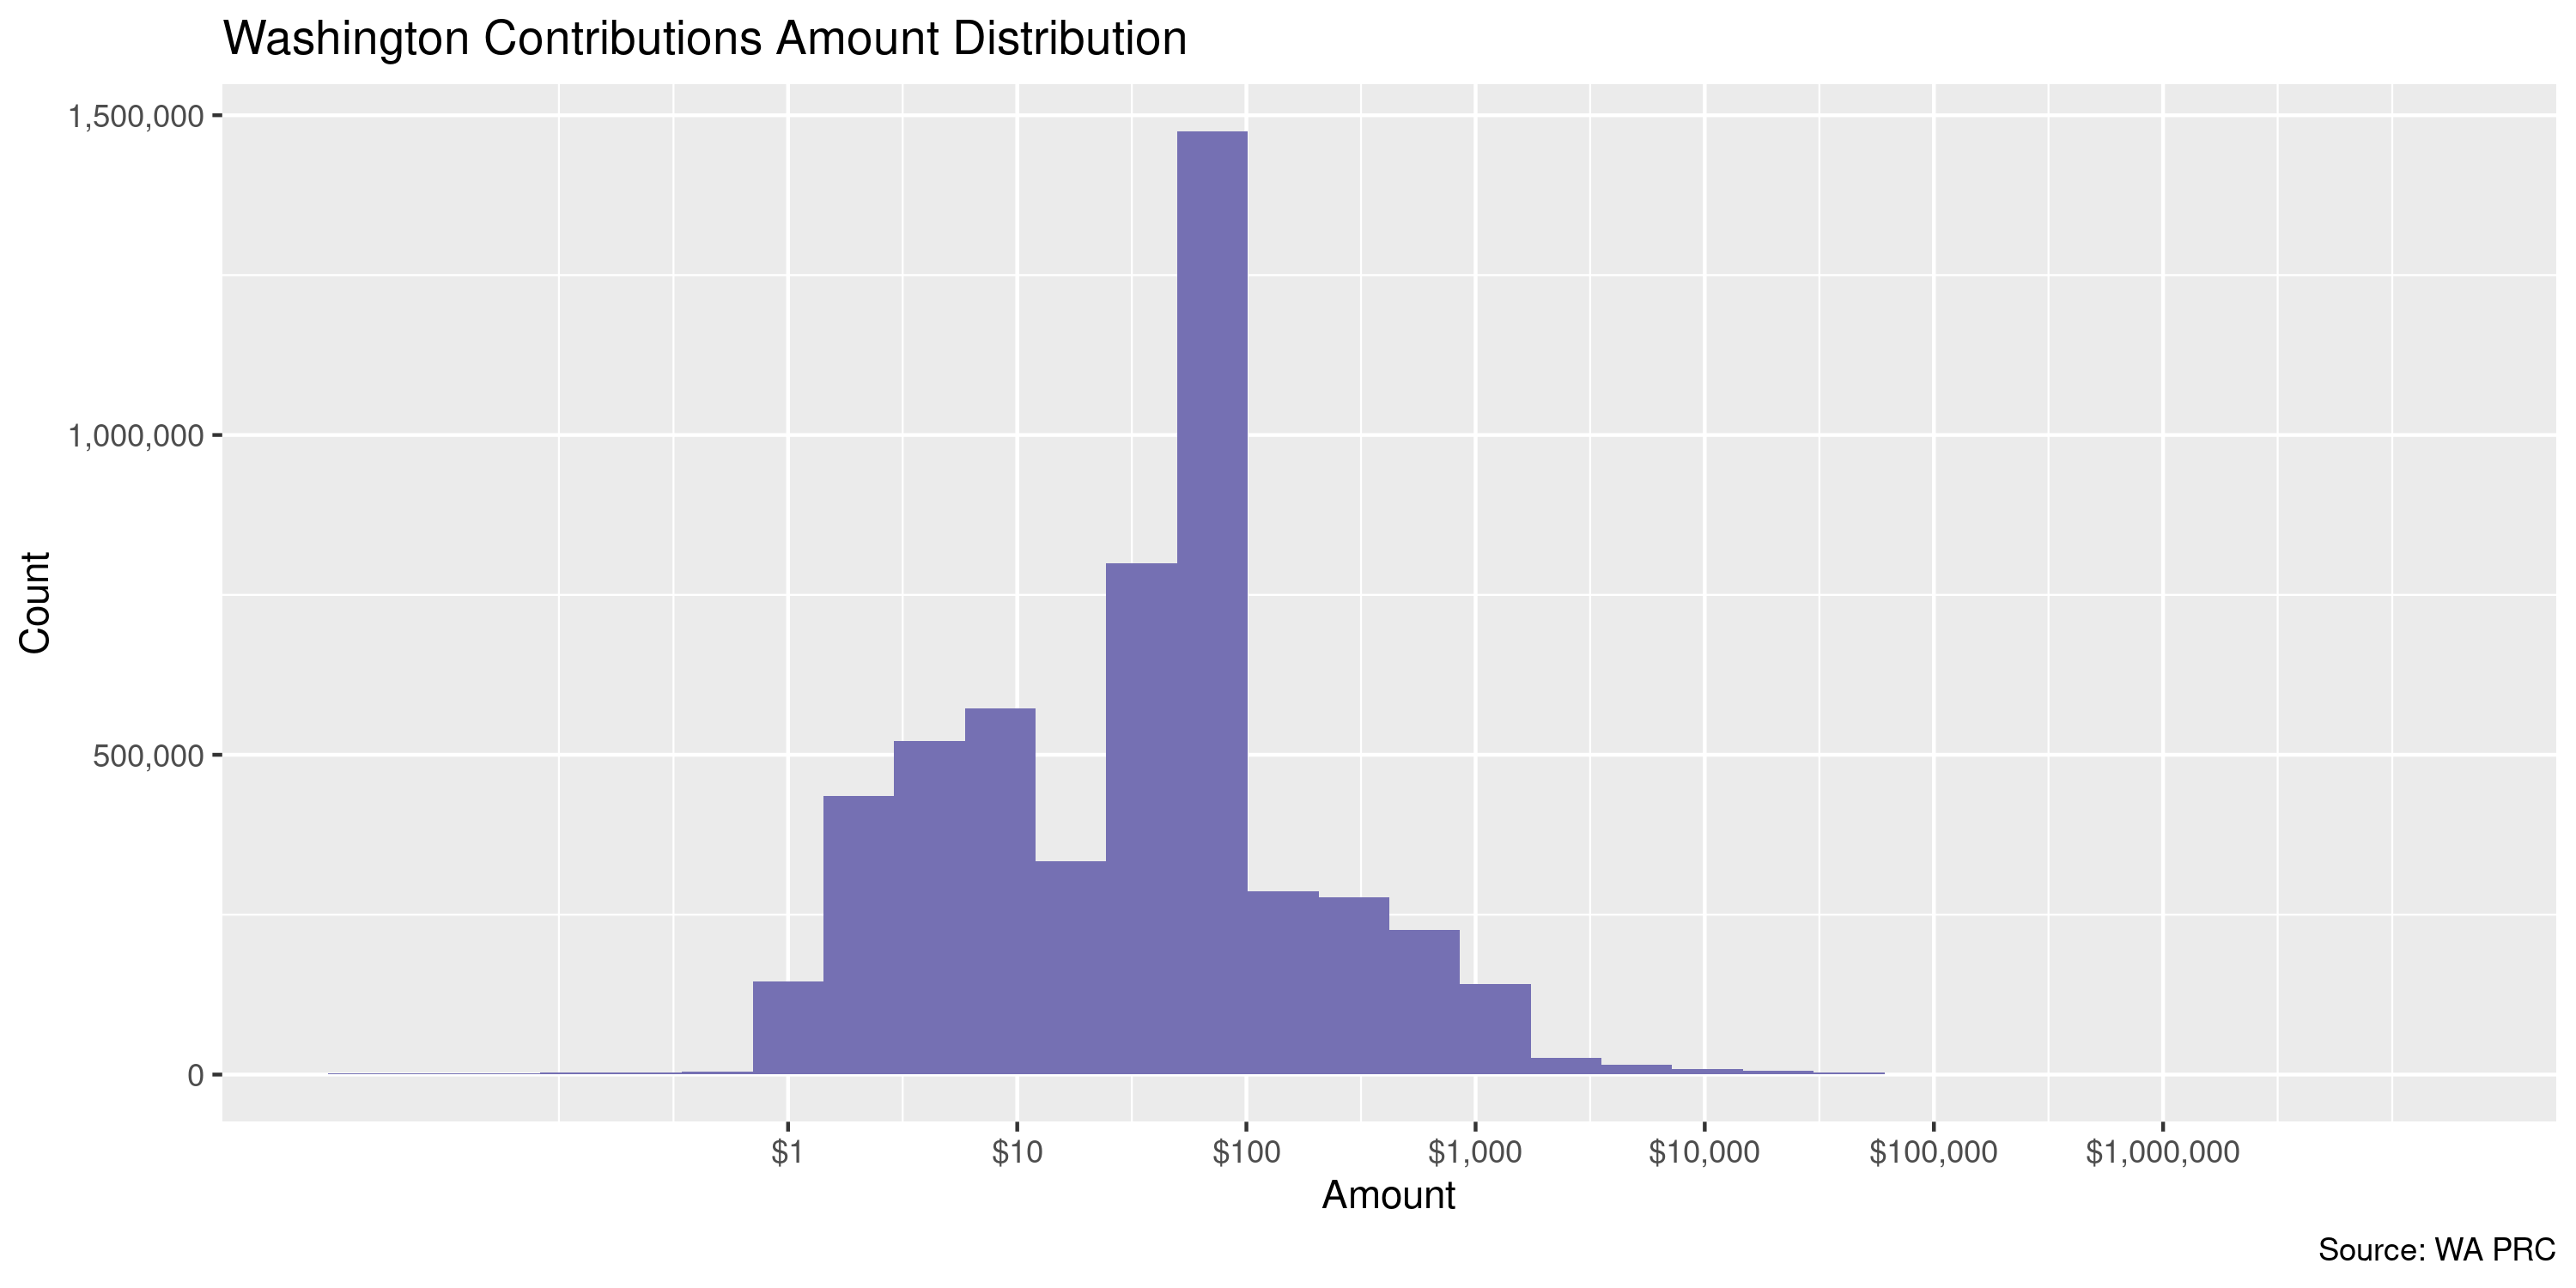 Washington Contributions Amount Distribution
1,500,000
1,000,000
500,000
0
Count
$1 $10 $100 $1,000 $10,000 $100,000 $1,000,000
Amount
Source: WA PRC